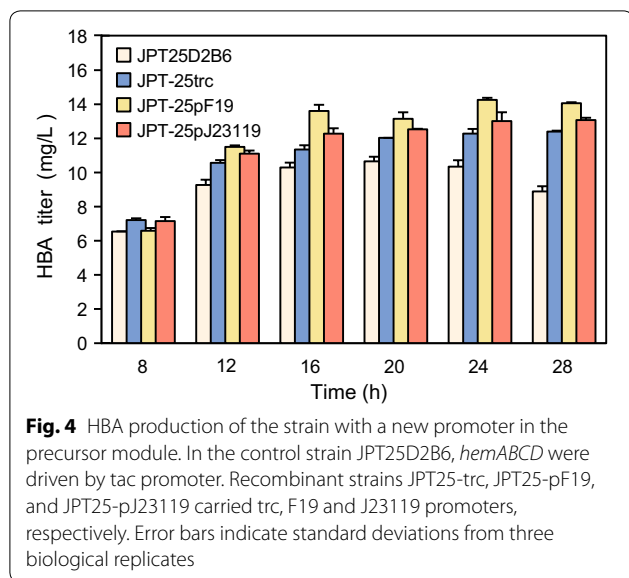 18
16
14
12
10
8
6
4
2
0
HBA titer (mg/L)
JPT25D2B6
JPT-25trc
JPT-25pF19
JPT-25pJ23119
8 12 16 20 24 28
Time (h)
Fig. 4 HBA production of the strain with a new promoter in the
precursor module. In the control strain JPT25D2B6, hemABCD were
driven by tac promoter. Recombinant strains JPT25-trc, JPT25-pF19,
and JPT25-pJ23119 carried trc, F19 and J23119 promoters,
respectively. Error bars indicate standard deviations from three
biological replicates